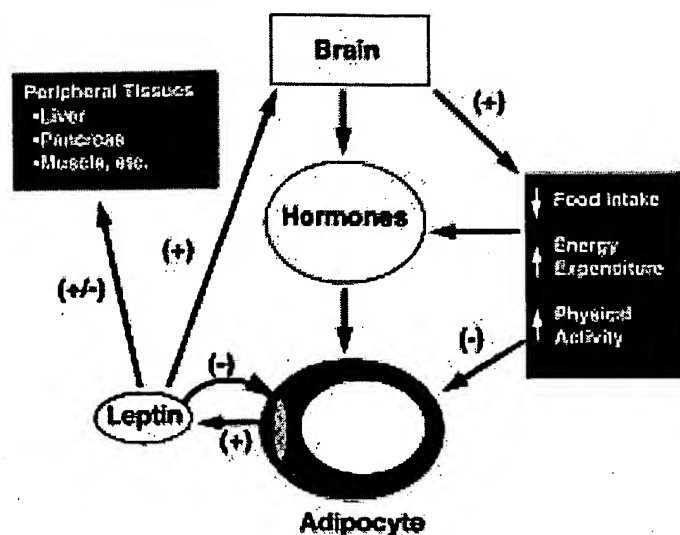 Brain
Peripheral Tissues
•Liver
•Pancreas
•Muscle, etc.
(+)
Food Intake
Energy
Expenditure
Physical
Activity
Hormones
(+)
(+/-)
(-)
(-)
Leptin
(+)
Adipocyte